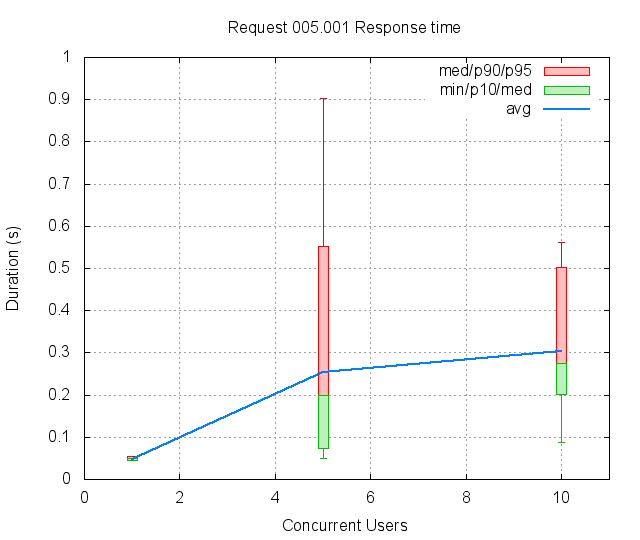 Request 005.001 Response time
med/p90/p95
min/p10/med
avg
1
0.9
0.8
0.7
0.6
0.5
0.4
0.3
0.2
0.1
0
Duration (s)
0 2 4 6 8 10
Concurrent Users